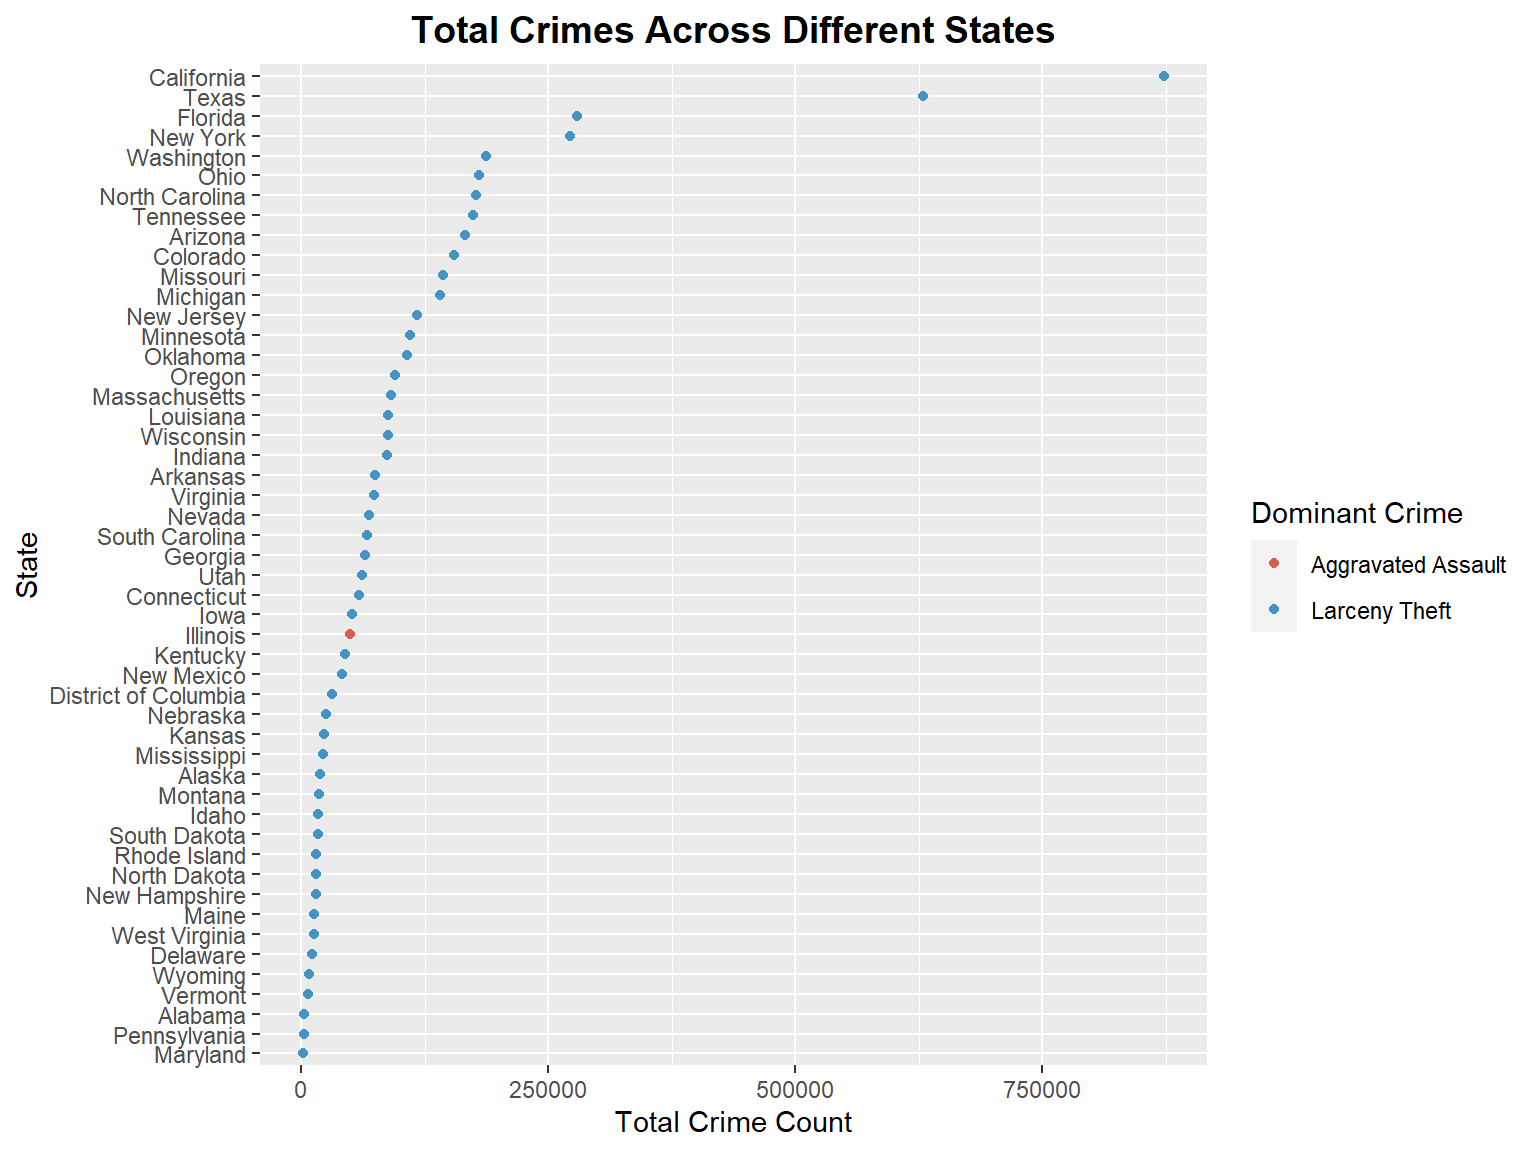 Total Crimes Across Different States
California
Texas
Florida
New York
Washington
Ohio
North Carolina
Tennessee
Arizona
Colorado
Missouri
Michigan
New Jersey
Minnesota
Oklahoma
Oregon
Massachusetts
Louisiana
Wisconsin
Indiana
Arkansas
Virginia
Nevada
South Carolina
Georgia
Utah
Connecticut
Iowa
Illinois
Kentucky
New Mexico
District of Columbia
Nebraska
Kansas
Mississippi
Alaska
Montana
Idaho
South Dakota
Rhode Island
North Dakota
New Hampshire
Maine
West Virginia
Delaware
Wyoming
Vermont
Alabama
Pennsylvania
Maryland
State
0 250000 500000 750000
Total Crime Count
Dominant Crime
Aggravated Assault
Larceny Theft